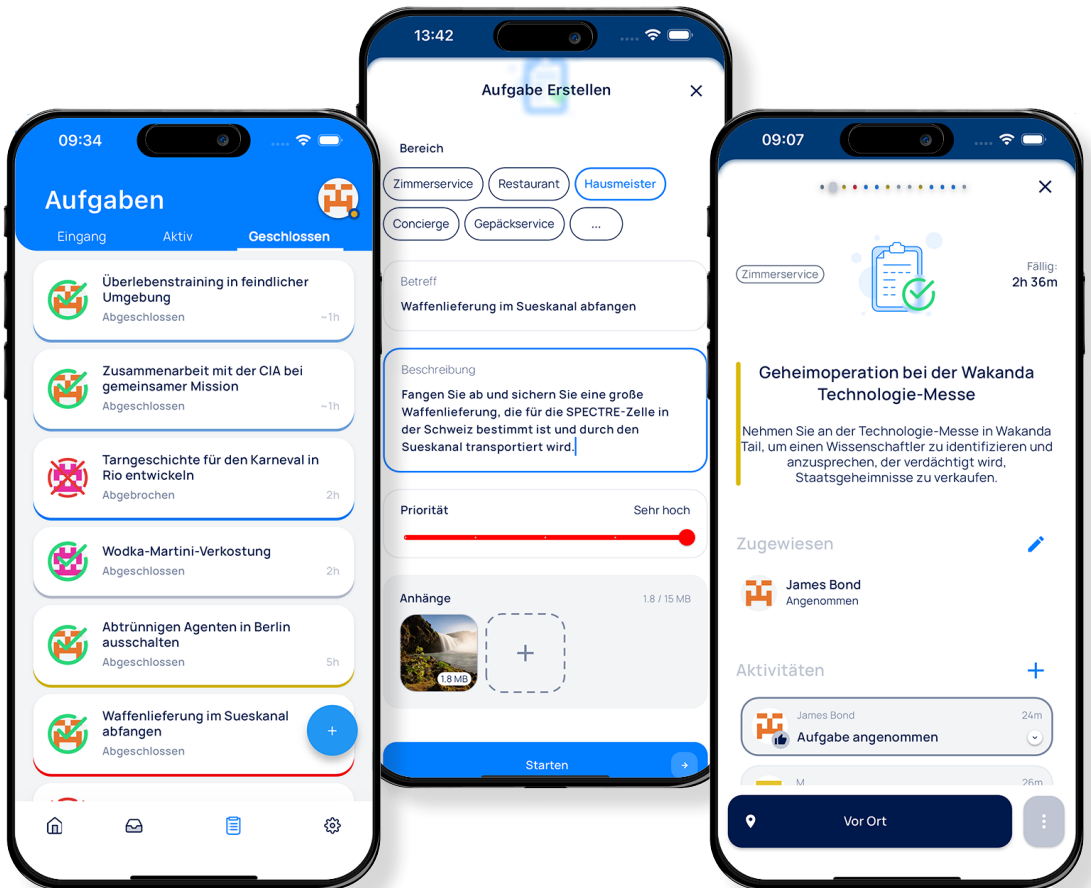 09:34
Aufgaben
Eingang
Aktiv
Geschlossen
Überlebenstraining in feindlicher
Umgebung
Abgeschlossen
~1h
Zusammenarbeit mit der CIA bei
gemeinsamer Mission
Abgeschlossen
~1h
Tarngeschichte für den Karneval in
Rio entwickeln
Abgebrochen
2h
Wodka-Martini-Verkostung
Abgeschlossen
2h
Abtrünnigen Agenten in Berlin
ausschalten
Abgeschlossen
5h
Waffenlieferung im Sueskanal
abfangen
Abgeschlossen
13:42
Aufgabe Erstellen
Bereich
Zimmerservice
Restaurant
Hausmeister
Concierge
Gepäckservice
...
Betreff
Waffenlieferung im Sueskanal abfangen
Beschreibung
Fangen Sie ab und sichern Sie eine große
Waffenlieferung, die für die SPECTRE-Zelle in
der Schweiz bestimmt ist und durch den
Sueskanal transportiert wird.
Priorität
Sehr hoch
Anhänge
1.8 / 15 MB
1.8 MB
Starten
09:07
Zimmerservice
Fällig:
2h 36m
Geheimoperation bei der Wakanda
Technologie-Messe
Nehmen Sie an der Technologie-Messe in Wakanda
Tail, um einen Wissenschaftler zu identifizieren und
anzusprechen, der verdächtigt wird,
Staatsgeheimnisse zu verkaufen.
Zugewiesen
James Bond
Angenommen
Aktivitäten
James Bond
24m
Aufgabe angenommen
M
26m
Vor Ort